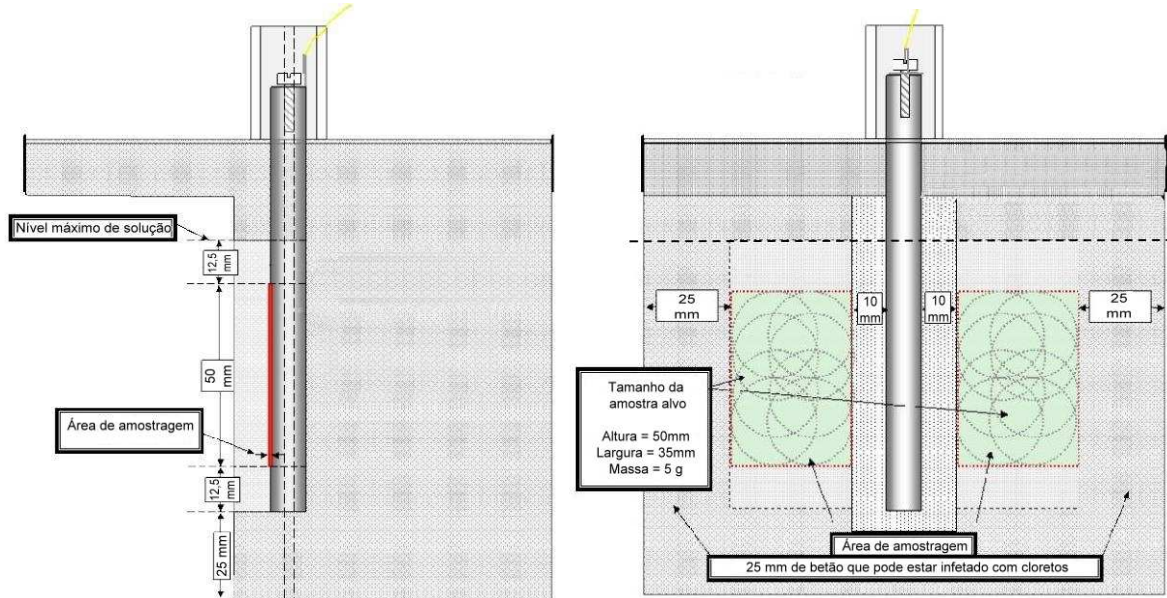 Nível máximo de solução
12,5
mm
50
mm
Área de amostragem
12,5
mm
25 mm
25
mm
10
mm
10
mm
25
mm
Tamanho da
amostra alvo
Altura = 50mm
Largura = 35mm
Massa = 5 g
Área de amostragem
25 mm de betão que pode estar infetado com cloretos